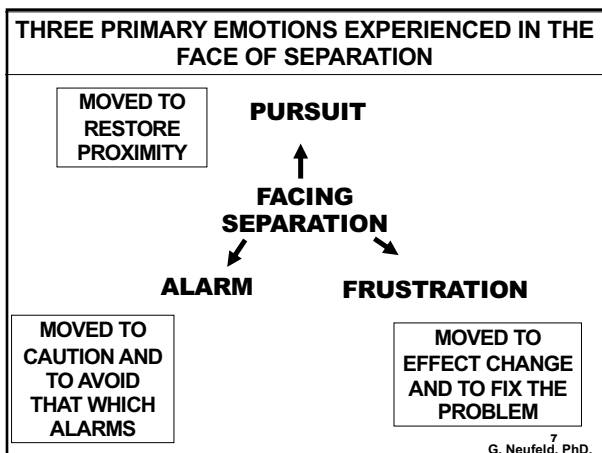 THREE PRIMARY EMOTIONS EXPERIENCED IN THE
FACE OF SEPARATION
MOVED TO
RESTORE
PROXIMITY
PURSUIT
FACING
SEPARATION
ALARM
FRUSTRATION
MOVED TO
CAUTION AND
TO AVOID
THAT WHICH
ALARMS
MOVED TO
EFFECT CHANGE
AND TO FIX THE
PROBLEM
7
G. Neufeld, PhD.